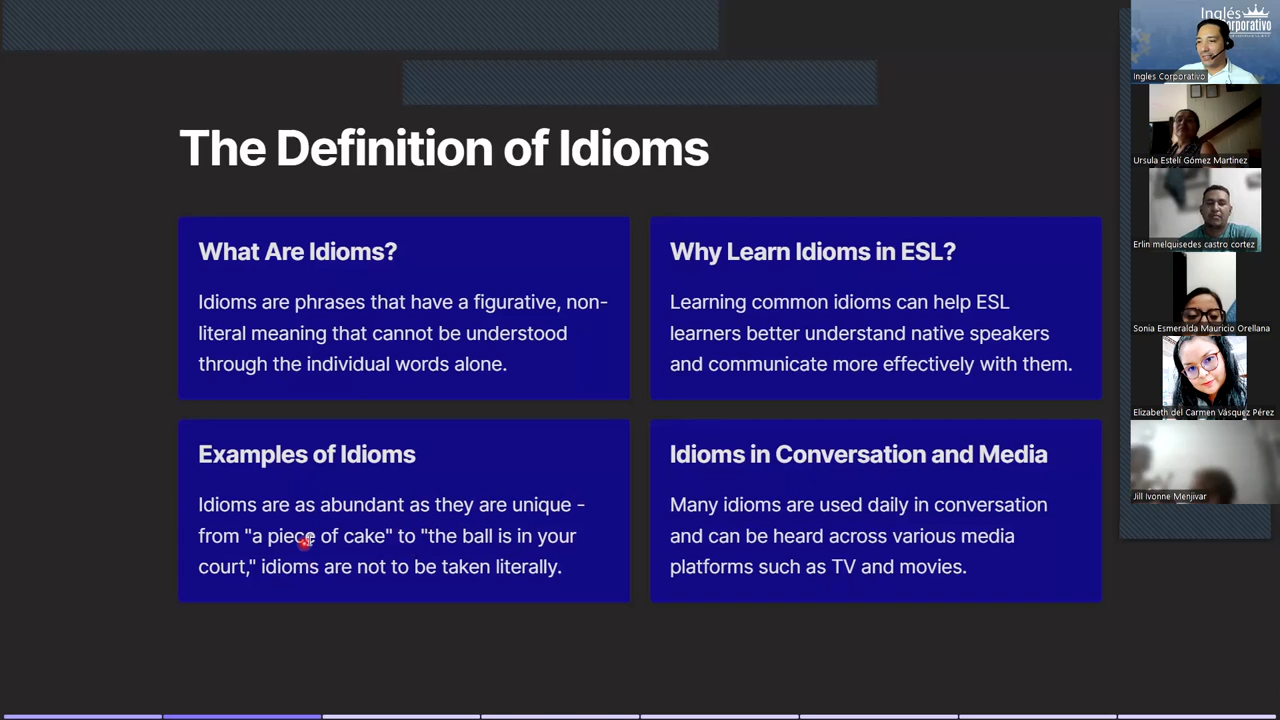 The Definition of Idioms
What Are Idioms?
Idioms are phrases that have a figurative, non-
literal meaning that cannot be understood
through the individual words alone.
Why Learn Idioms in ESL?
Learning common idioms can help ESL
learners better understand native speakers
and communicate more effectively with them.
Examples of Idioms
Idioms are as abundant as they are unique -
from "a piece of cake" to "the ball is in your
court," idioms are not to be taken literally.
Idioms in Conversation and Media
Many idioms are used daily in conversation
and can be heard across various media
platforms such as TV and movies.
Inglés
Corporativo
Ingles Corporativo
Ursula Estelí Gómez Martinez
Erlin melquisedes castro cortez
Sonia Esmeralda Mauricio Orellana
Elizabeth del Carmen Vásquez Pérez
Jill Ivonne Menjivar